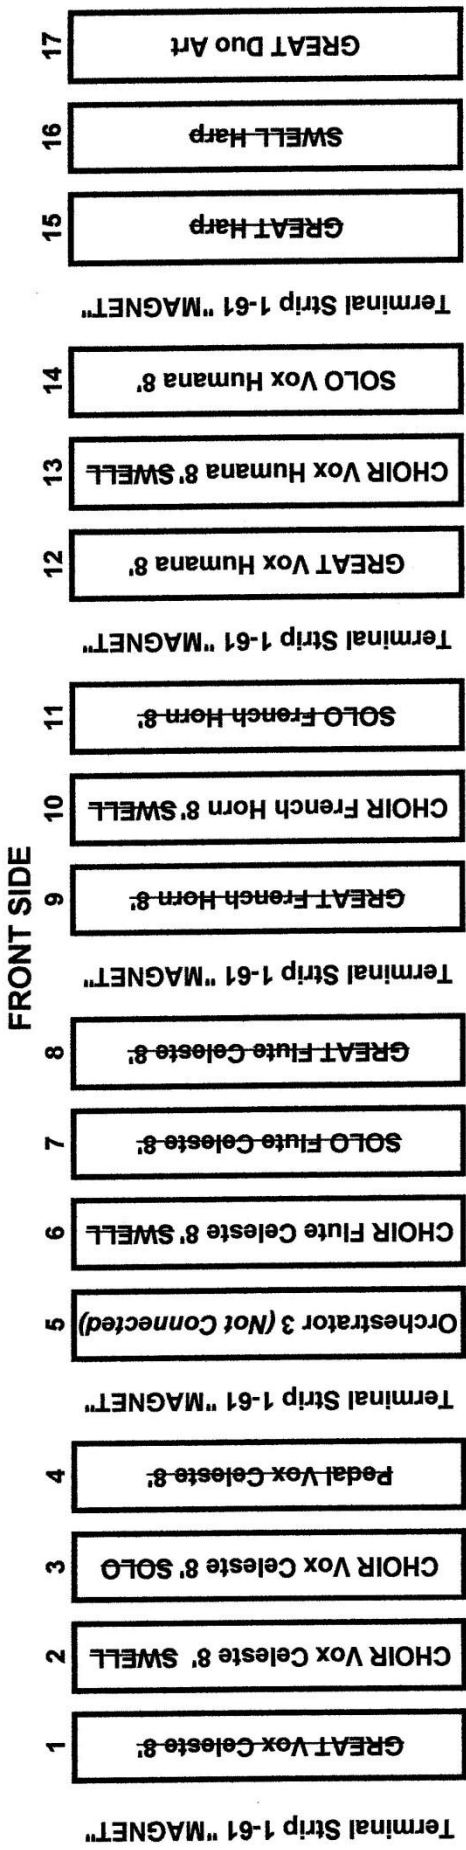 FRONT SIDE
17
GREAT Duo Art
16
SWELL Harp
15
GREAT Harp
Terminal Strip 1-61 "MAGNET"
14
SOLO Vox Humana 8'
13
CHOIR Vox Humana 8' SWELL
12
GREAT Vox Humana 8'
Terminal Strip 1-61 "MAGNET"
11
SOLO French Horn 8'
10
CHOIR French Horn 8' SWELL
9
GREAT French Horn 8'
Terminal Strip 1-61 "MAGNET"
8
GREAT Flute Celeste 8'
7
SOLO Flute Celeste 8'
6
CHOIR Flute Celeste 8' SWELL
5
Orchestrator 3 (Not Connected)
Terminal Strip 1-61 "MAGNET"
4
Pedal Vox Celeste 8'
3
CHOIR Vox Celeste 8' SOLO
2
CHOIR Vox Celeste 8' SWELL
1
GREAT Vox Celeste 8'
Terminal Strip 1-61 "MAGNET"